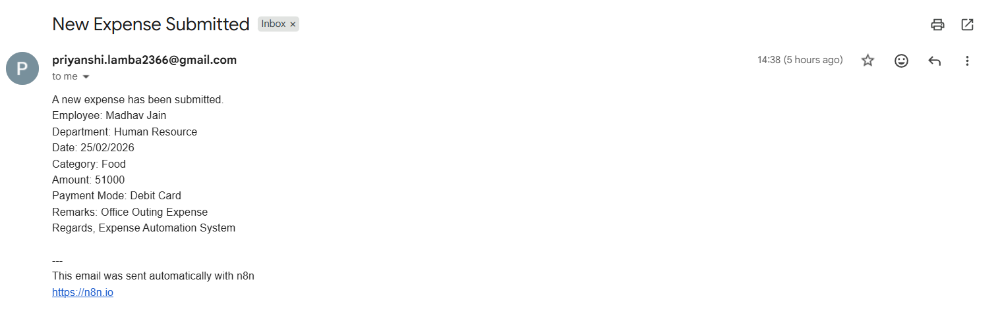 New Expense Submitted Inbox ×
P
priyanshi.lamba2366@gmail.com 14:38 (5 hours ago)
to me
A new expense has been submitted.
Employee: Madhav Jain
Department: Human Resource
Date: 25/02/2026
Category: Food
Amount: 51000
Payment Mode: Debit Card
Remarks: Office Outing Expense
Regards, Expense Automation System
---
This email was sent automatically with n8n
https://n8n.io